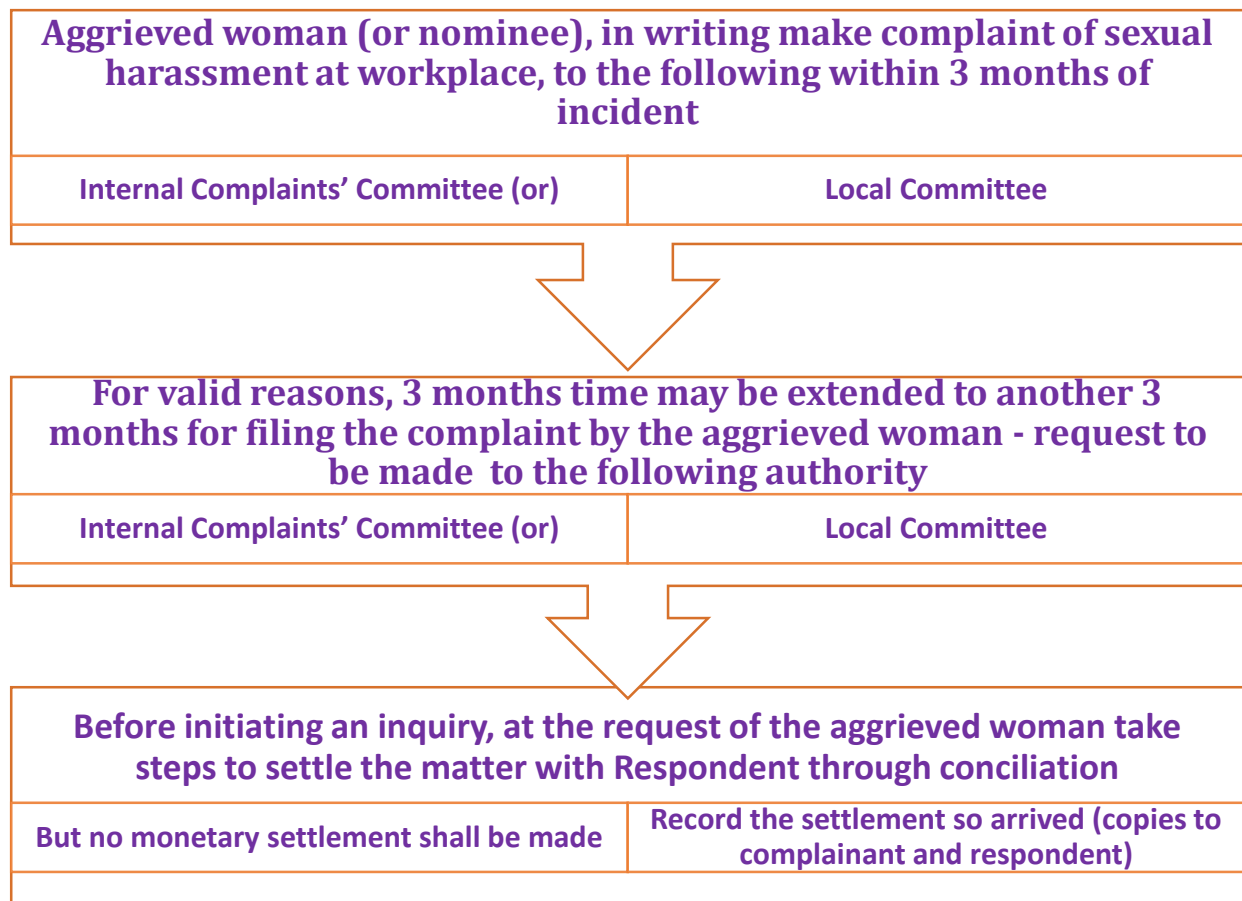 Aggrieved woman (or nominee), in writing make complaint of sexual
harassment at workplace, to the following within 3 months of
incident
Internal Complaints’ Committee (or)
Local Committee
For valid reasons, 3 months time may be extended to another 3
months for filing the complaint by the aggrieved woman - request to
be made  to the following authority
Internal Complaints’ Committee (or)
Local Committee
Before initiating an inquiry, at the request of the aggrieved woman take
steps to settle the matter with Respondent through conciliation
But no monetary settlement shall be made
Record the settlement so arrived (copies to
complainant and respondent)